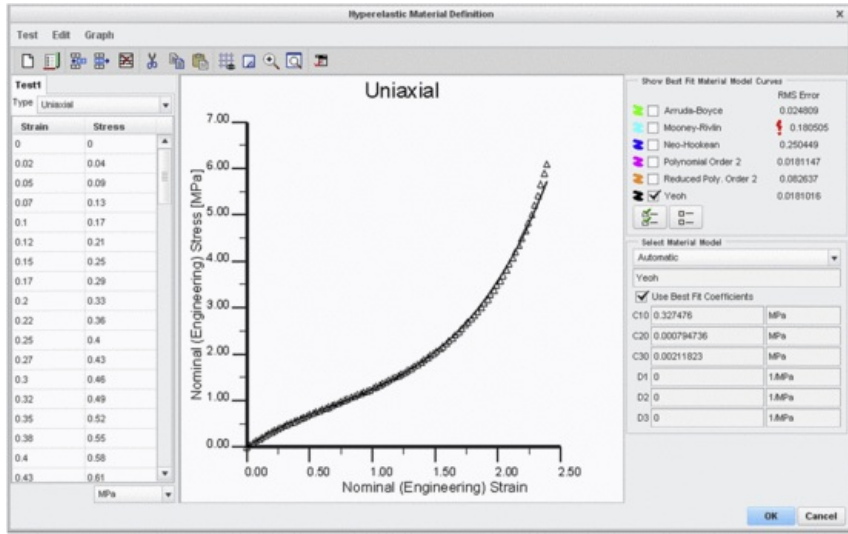 Hyperelastic Material Definition
x
Test Edit Graph
Test1
Type Uniaxial
Strain Stress
0 0
0.02 0.04
0.05 0.09
0.07 0.13
0.1 0.17
0.12 0.21
0.15 0.25
0.17 0.29
0.2 0.33
0.22 0.36
0.25 0.4
0.27 0.43
0.3 0.46
0.32 0.49
0.35 0.52
0.38 0.55
0.4 0.58
0.43 0.61
MPa
Uniaxial
Nominal (Engineering) Stress [MPa]
7.00
6.00
5.00
4.00
3.00
2.00
1.00
0.00
0.00 0.50 1.00 1.50 2.00 2.50
Nominal (Engineering) Strain
Show Best Fit Material Model Curves
RMS Error
Arruda-Boyce 0.024809
Mooney-Rivlin 0.180505
Neo-Hookean 0.250449
Polynomial Order 2 0.0181147
Reduced Poly. Order 2 0.082637
Yeoh 0.0181016
Select Material Model
Automatic
Yeoh
Use Best Fit Coefficients
C10 0.327476 MPa
C20 0.000794736 MPa
C30 0.00211823 MPa
D1 0 1/MPa
D2 0 1/MPa
D3 0 1/MPa
OK Cancel